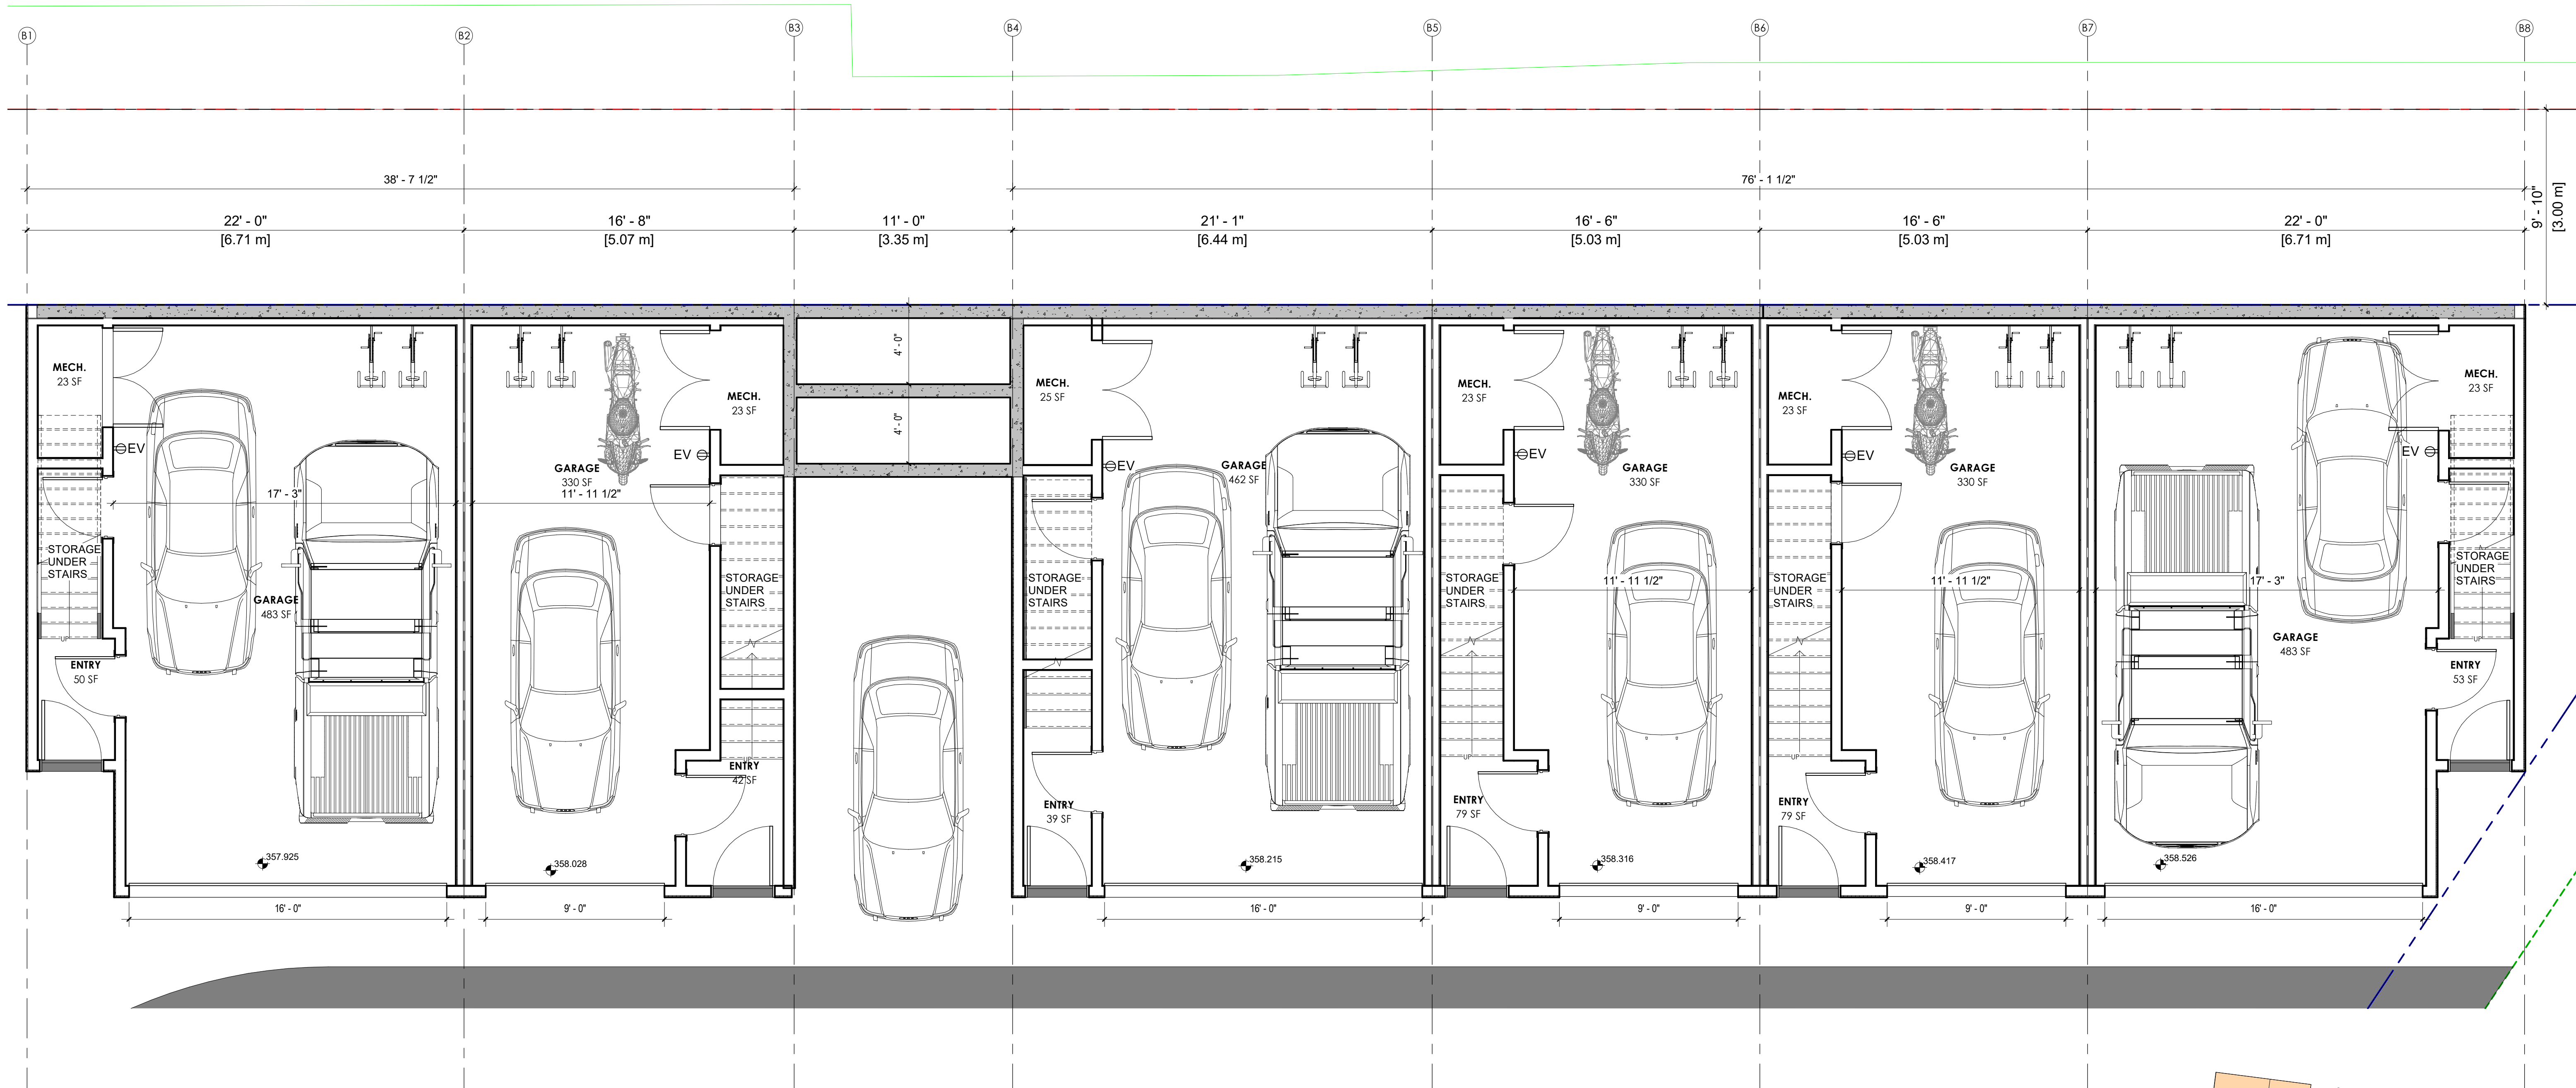 B1
B2
B3
B4
B5
B6
B7
B8
38' - 7 1/2"
76' - 1 1/2"
9' - 10"
[3.00 m]
22' - 0"
[6.71 m]
16' - 8"
[5.07 m]
11' - 0"
[3.35 m]
21' - 1"
[6.44 m]
16' - 6"
[5.03 m]
16' - 6"
[5.03 m]
22' - 0"
[6.71 m]
MECH.
23 SF
EV
17' - 3"
STORAGE
UNDER
STAIRS
UP
GARAGE
483 SF
ENTRY
50 SF
357.925
16' - 0"
GARAGE
330 SF
11' - 11 1/2"
EV
MECH.
23 SF
STORAGE
UNDER
STAIRS
UP
ENTRY
42 SF
358.028
9' - 0"
4' - 0"
4' - 0"
MECH.
25 SF
EV
GARAGE
462 SF
STORAGE
UNDER
STAIRS
ENTRY
39 SF
358.215
16' - 0"
MECH.
23 SF
EV
GARAGE
330 SF
STORAGE
UNDER
STAIRS
11' - 11 1/2"
UP
ENTRY
79 SF
358.316
9' - 0"
MECH.
23 SF
EV
GARAGE
330 SF
STORAGE
UNDER
STAIRS
11' - 11 1/2"
UP
ENTRY
79 SF
358.417
9' - 0"
MECH.
23 SF
EV
STORAGE
UNDER
STAIRS
17' - 3"
UP
GARAGE
483 SF
ENTRY
53 SF
358.526
16' - 0"